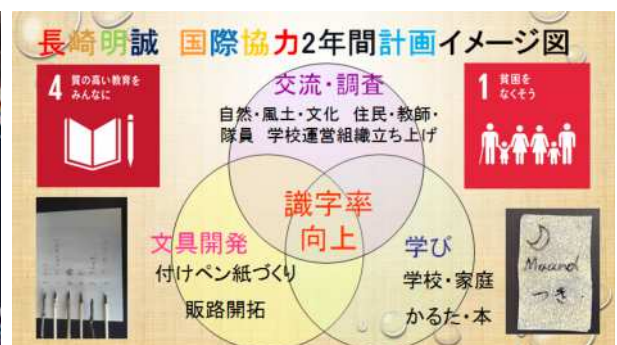 長崎明誠 国際協力2年間計画イメージ図
4 質の高い教育を
みんなに
交流・調査
自然・風土・文化 住民・教師・
隊員 学校運営組織立ち上げ
1 貧困を
なくそう
識字率
向上
文具開発
付けペン紙づくり
販路開拓
学び
学校・家庭
かるた・本
Maand
つき